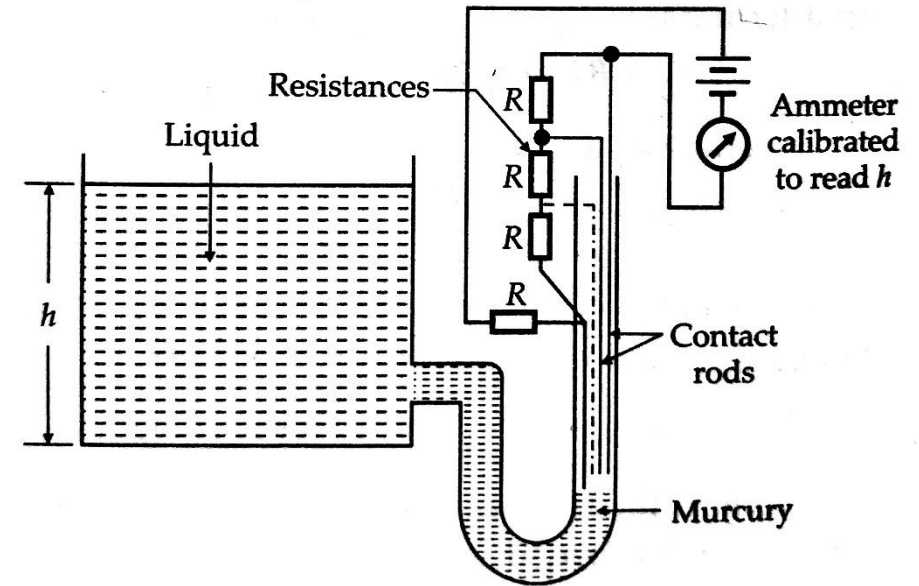 Resistances
R
Ammeter
calibrated
to read h
Liquid
R
R
R
h
Contact
rods
Murcury